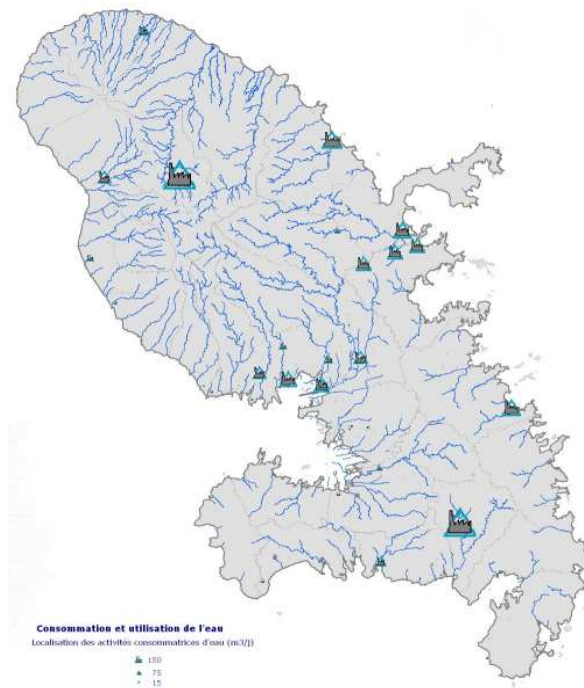 Consommation et utilisation de l'eau
Localisation des activités consommatrices d'eau (m3/j)
150
75
15